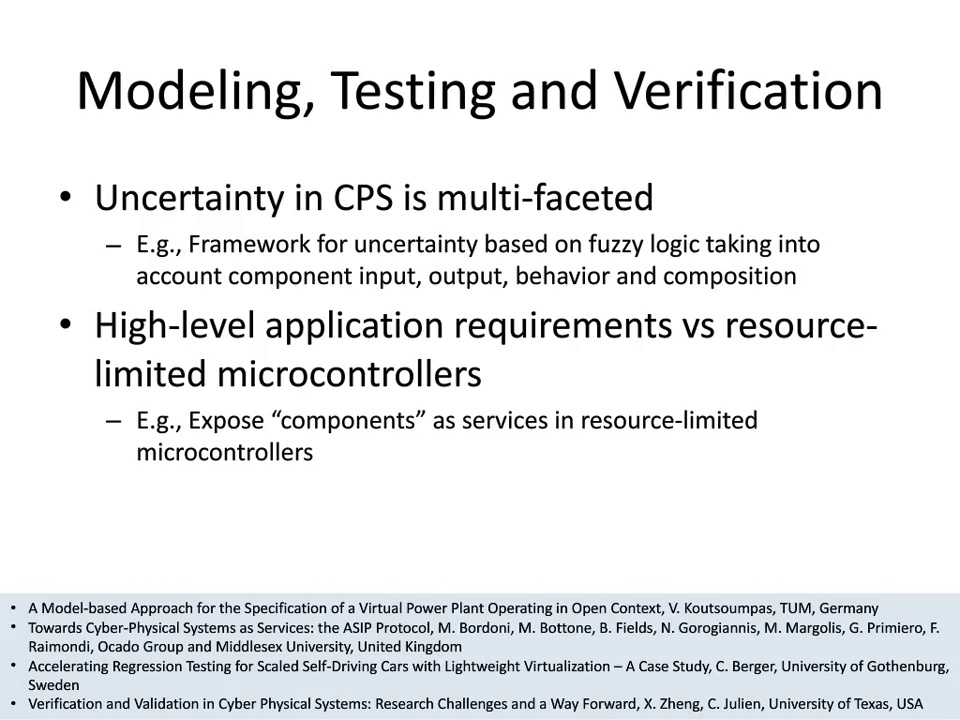 Modeling, Testing and Verification
• Uncertainty in CPS is multi-faceted
– E.g., Framework for uncertainty based on fuzzy logic taking into
account component input, output, behavior and composition
• High-level application requirements vs resource-
limited microcontrollers
– E.g., Expose “components” as services in resource-limited
microcontrollers
• A Model-based Approach for the Specification of a Virtual Power Plant Operating in Open Context, V. Koutsoumpas, TUM, Germany
• Towards Cyber-Physical Systems as Services: the ASIP Protocol, M. Bordoni, M. Bottone, B. Fields, N. Gorogiannis, M. Margolis, G. Primiero, F.
Raimondi, Ocado Group and Middlesex University, United Kingdom
• Accelerating Regression Testing for Scaled Self-Driving Cars with Lightweight Virtualization – A Case Study, C. Berger, University of Gothenburg,
Sweden
• Verification and Validation in Cyber Physical Systems: Research Challenges and a Way Forward, X. Zheng, C. Julien, University of Texas, USA